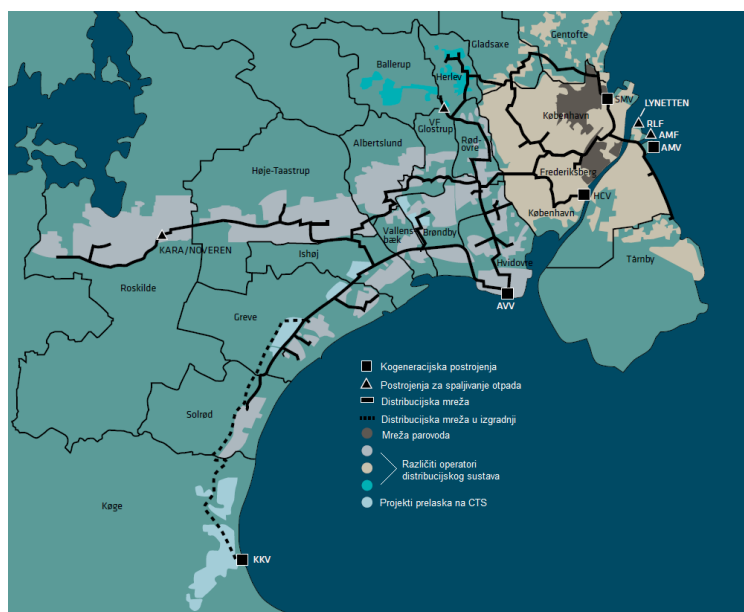 Gentofte
Gladsaxe
Ballerup
Herlev
SMV
LYNETTEN
VF
København
RLF
Glostrup
AMF
Albertslund
Rød-
ovre
AMV
Høje-Taastrup
Frederiksberg
HCV
København
Vallens-
bæk
Brøndby
KARA/NOVEREN
Ishøj
Hvidovre
Tårnby
Roskilde
AVV
Greve
Kogeneracijska postrojenja
Postrojenja za spaljivanje otpada
Distribucijska mreža
Solrød
Distribucijska mreža u izgradnji
Mreža parovoda
Različiti operatori
distribucijskog sustava
Køge
Projekti prelaska na CTS
KKV